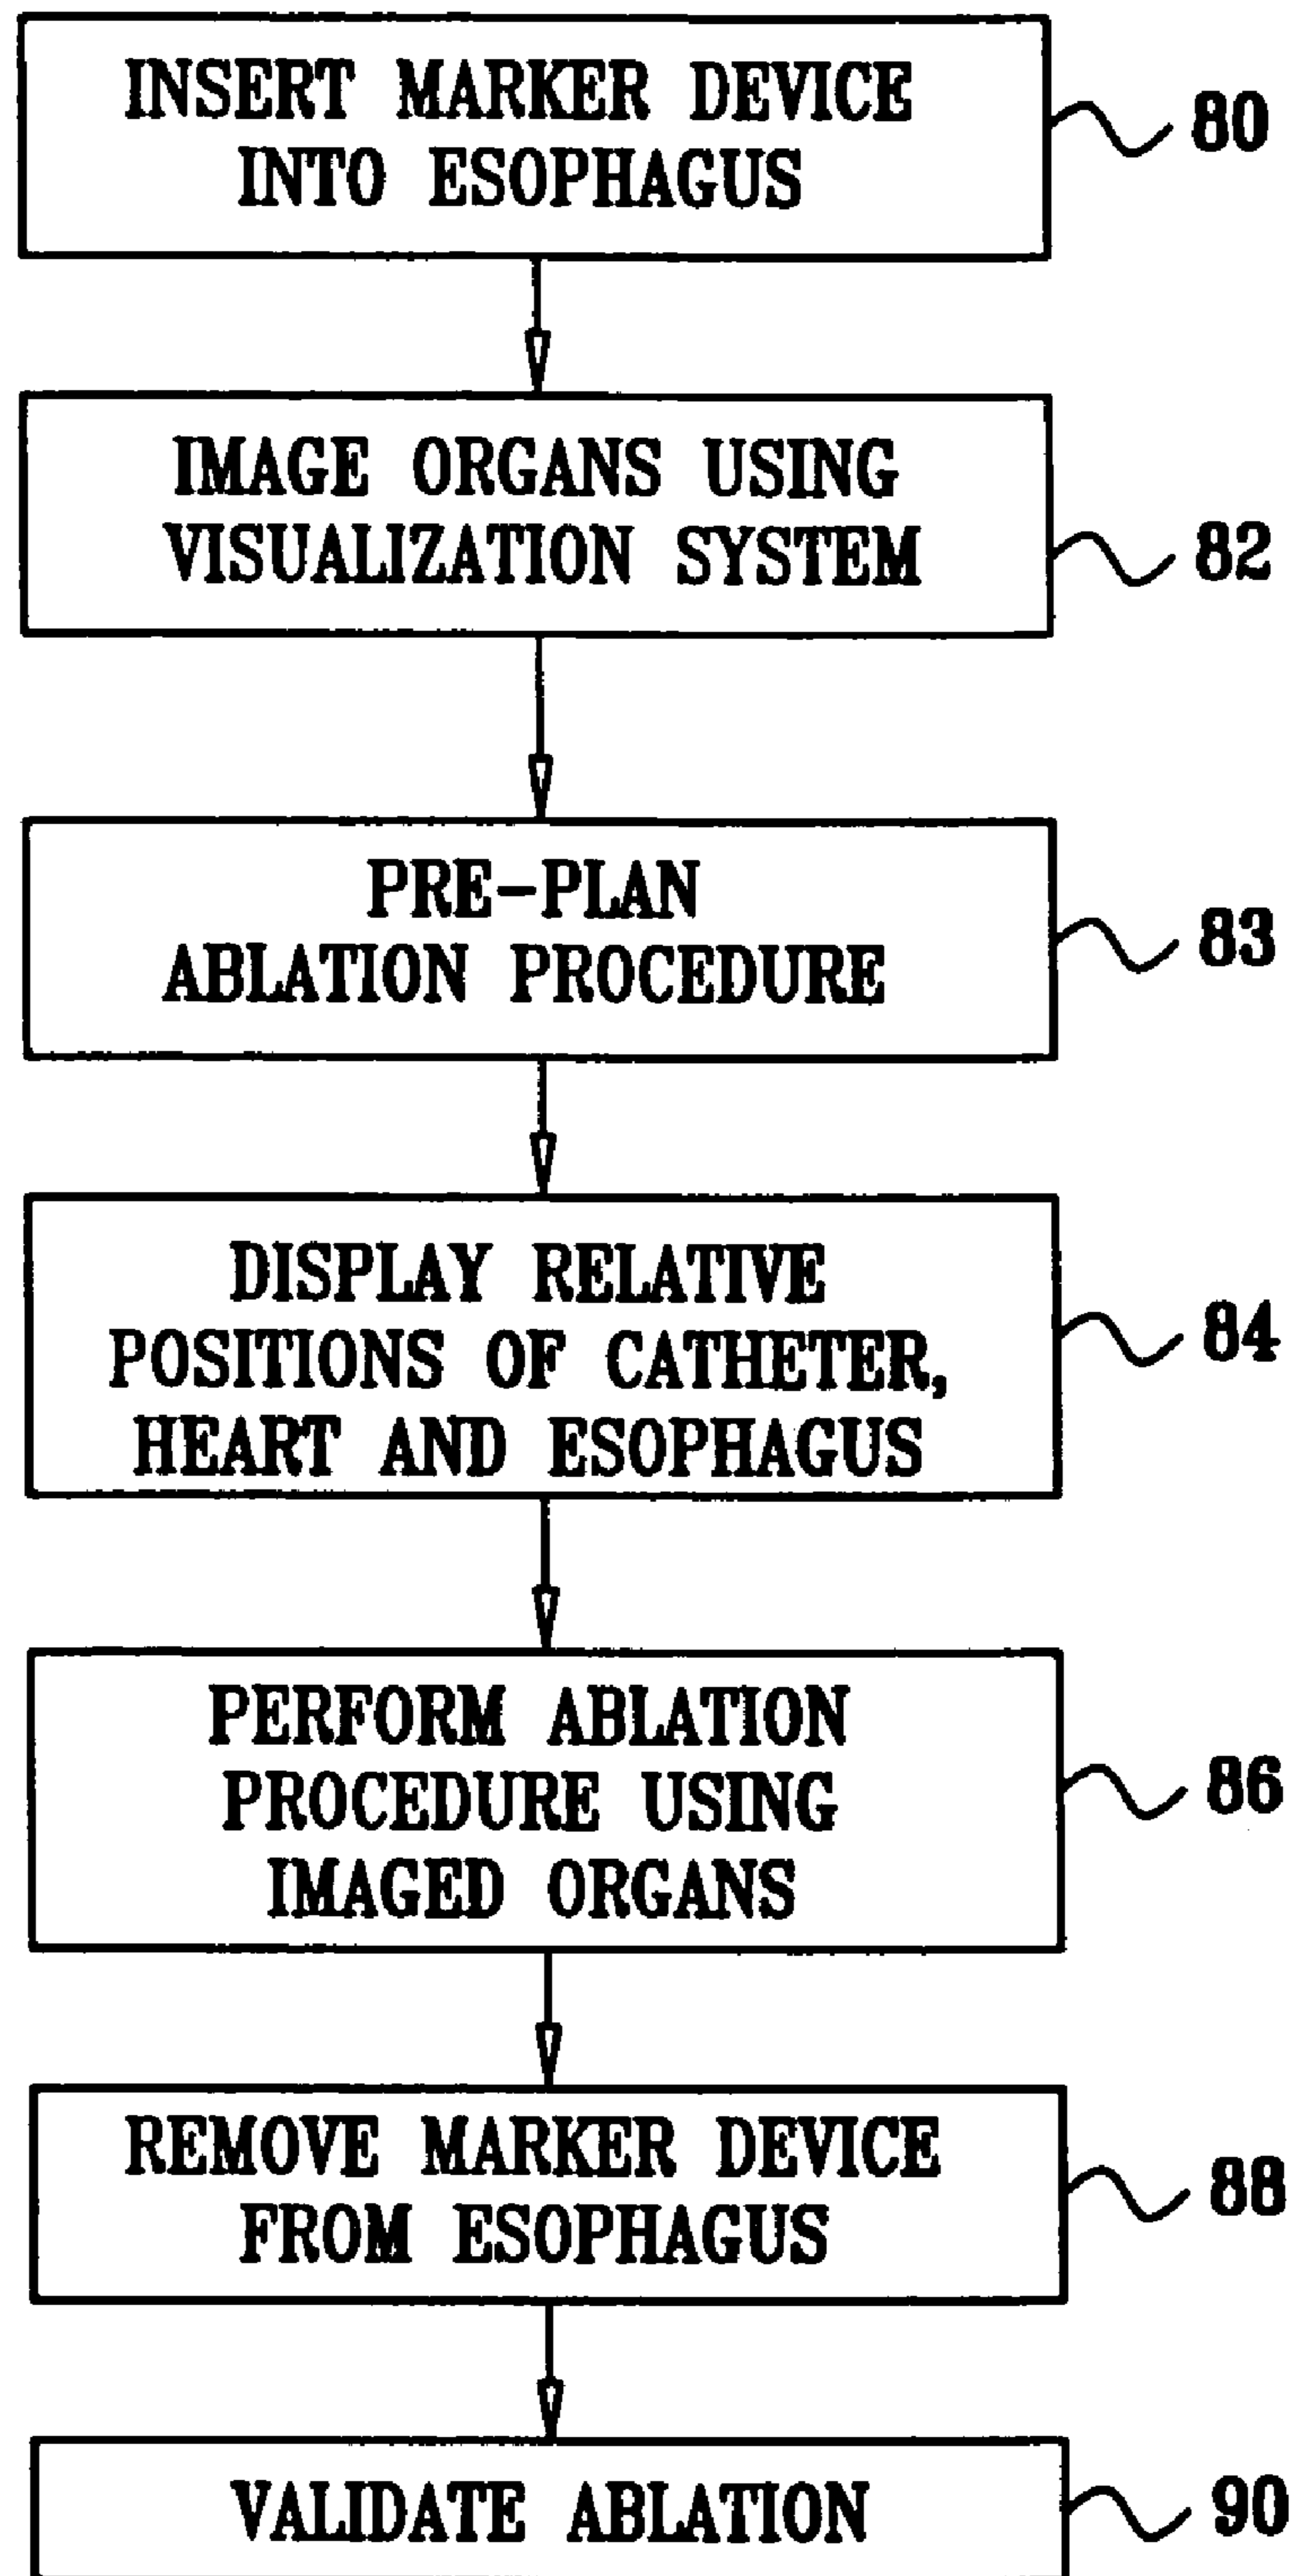 INSERT MARKER DEVICE
INTO ESOPHAGUS
80
IMAGE ORGANS USING
VISUALIZATION SYSTEM
82
PRE-PLAN
ABLATION PROCEDURE
83
DISPLAY RELATIVE
POSITIONS OF CATHETER,
HEART AND ESOPHAGUS
84
PERFORM ABLATION
PROCEDURE USING
IMAGED ORGANS
86
REMOVE MARKER DEVICE
FROM ESOPHAGUS
88
VALIDATE ABLATION
90